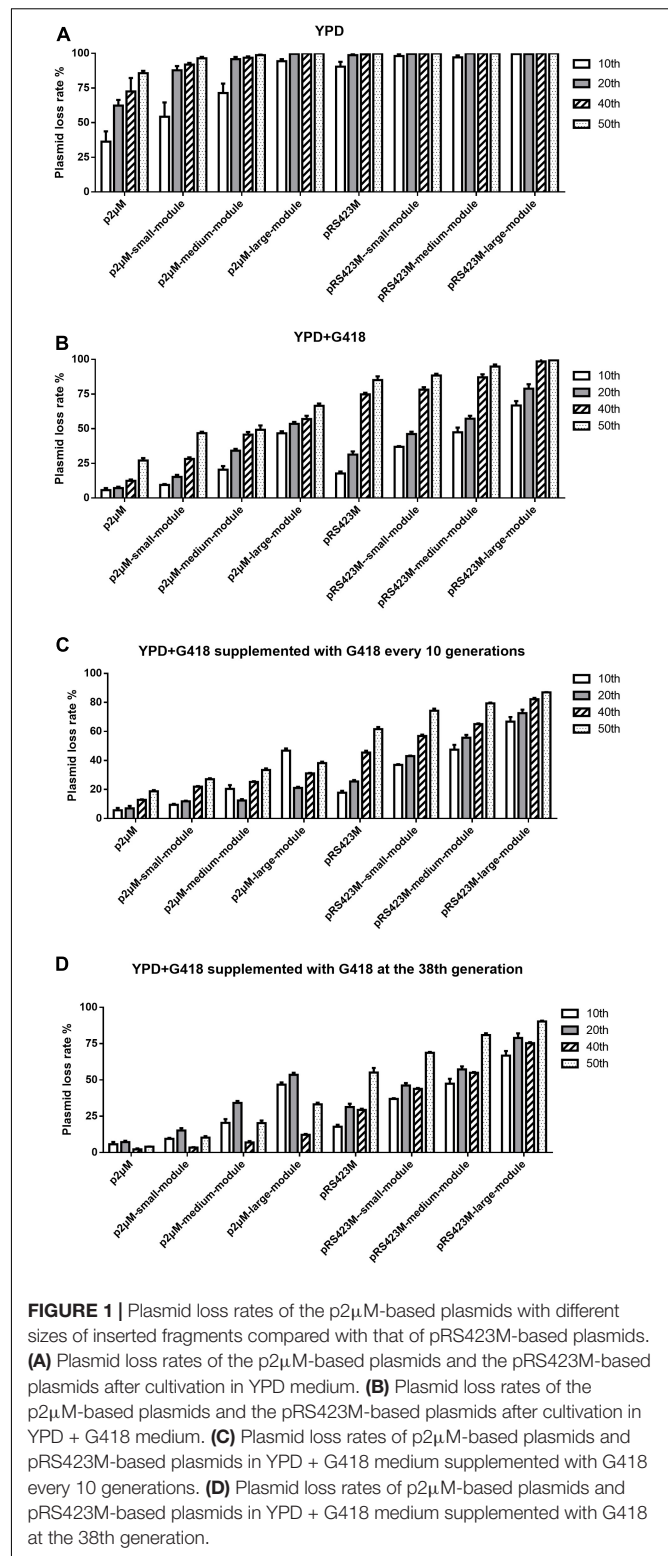 A
YPD
Plasmid loss rate %
100
75
50
25
0
10th
20th
40th
50th
p2μM
p2μM-small-module
p2μM-medium-module
p2μM-large-module
pRS423M
pRS423M--small-module
pRS423M-medium-module
pRS423M-large-module
B
YPD+G418
Plasmid loss rate %
100
75
50
25
0
10th
20th
40th
50th
p2μM
p2μM-small-module
p2μM-medium-module
p2μM-large-module
pRS423M
pRS423M--small-module
pRS423M-medium-module
pRS423M-large-module
C
YPD+G418 supplemented with G418 every 10 generations
Plasmid loss rate %
100
80
60
40
20
0
10th
20th
40th
50th
p2μM
p2μM-small-module
p2μM-medium-module
p2μM-large-module
pRS423M
pRS423M--small-module
pRS423M-medium-module
pRS423M-large-module
D
YPD+G418 supplemented with G418 at the 38th generation
Plasmid loss rate %
100
75
50
25
0
10th
20th
40th
50th
p2μM
p2μM-small-module
p2μM-medium-module
p2μM-large-module
pRS423M
pRS423M--small-module
pRS423M-medium-module
pRS423M-large-module
FIGURE 1 | Plasmid loss rates of the p2μM-based plasmids with different
sizes of inserted fragments compared with that of pRS423M-based plasmids.
(A) Plasmid loss rates of the p2μM-based plasmids and the pRS423M-based
plasmids after cultivation in YPD medium. (B) Plasmid loss rates of the
p2μM-based plasmids and the pRS423M-based plasmids after cultivation in
YPD + G418 medium. (C) Plasmid loss rates of p2μM-based plasmids and
pRS423M-based plasmids in YPD + G418 medium supplemented with G418
every 10 generations. (D) Plasmid loss rates of p2μM-based plasmids and
pRS423M-based plasmids in YPD + G418 medium supplemented with G418
at the 38th generation.